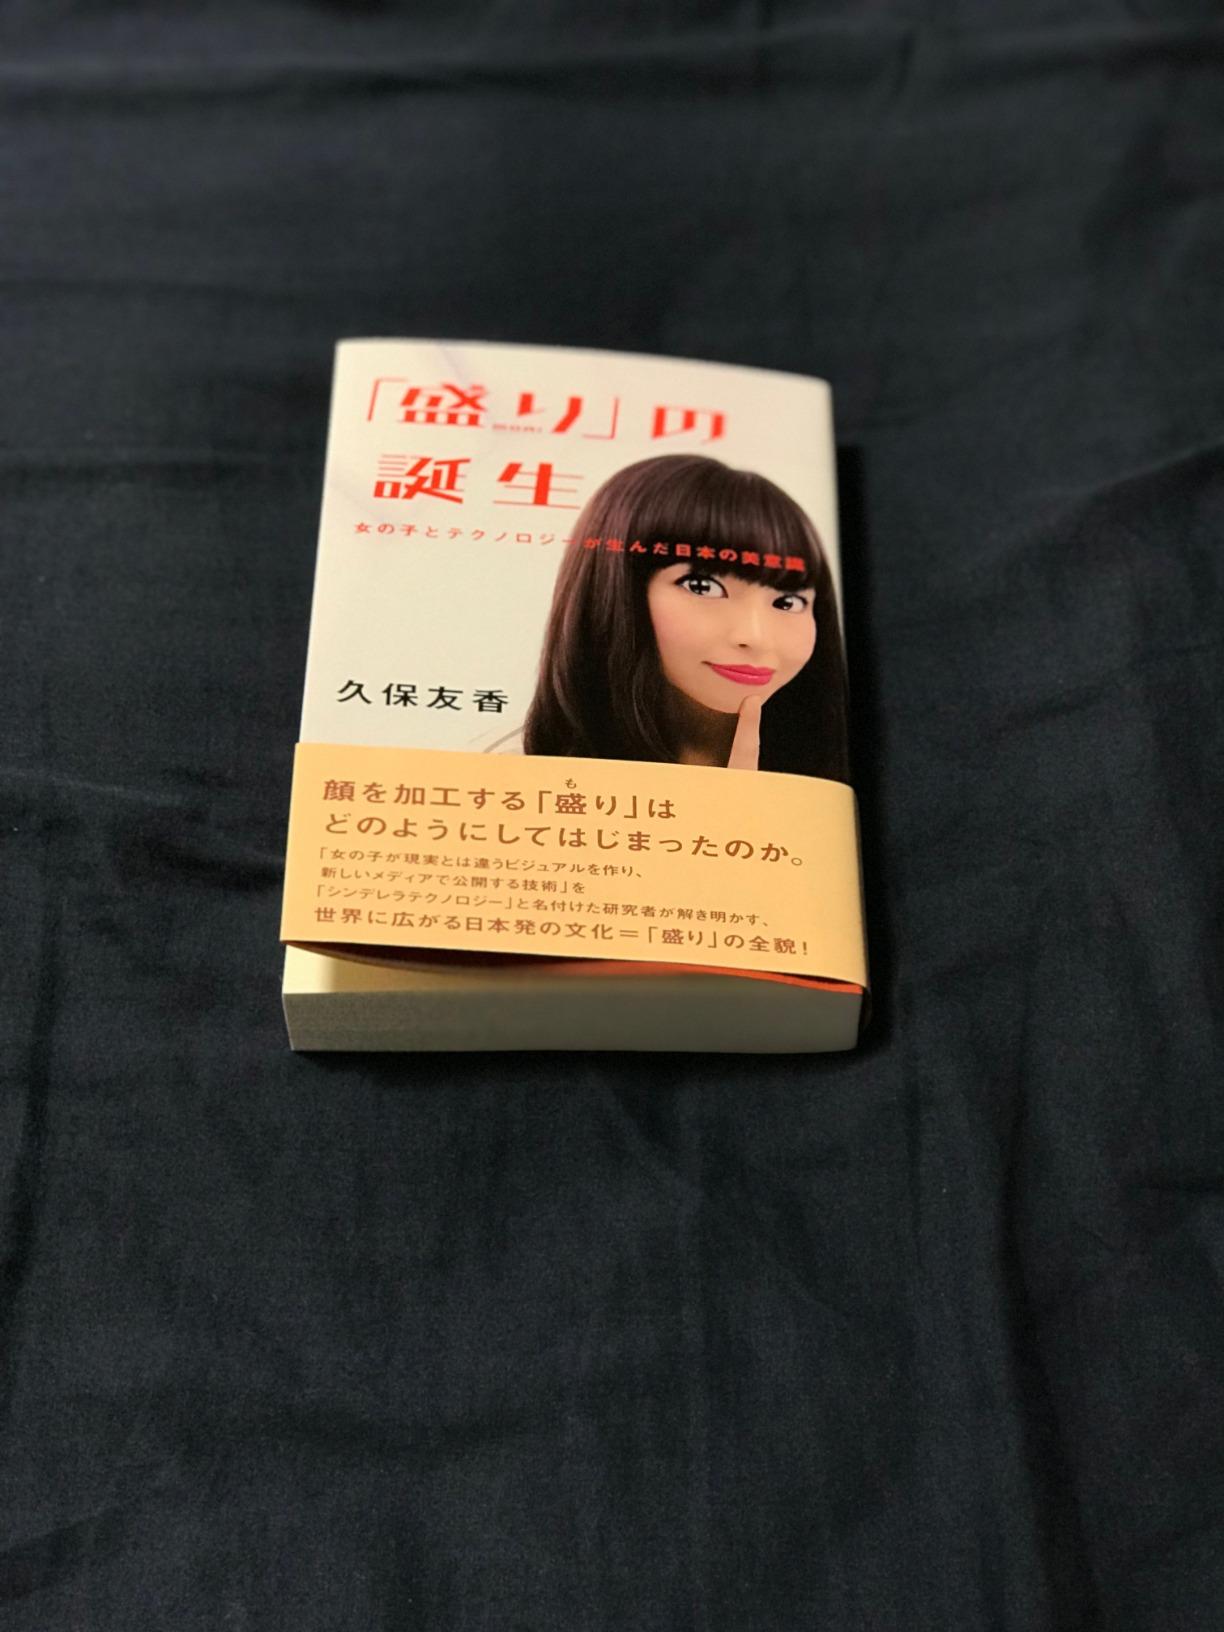 「盛り」の
MORI
誕生
女の子とテクノロジーが生んだ日本の美意識
久保友香
も
顔を加工する「盛り」は
どのようにしてはじまったのか。
「女の子が現実とは違うビジュアルを作り、
新しいメディアで公開する技術」を
「シンデレラテクノロジー」と名付けた研究者が解き明かす、
世界に広がる日本発の文化＝「盛り」の全貌！